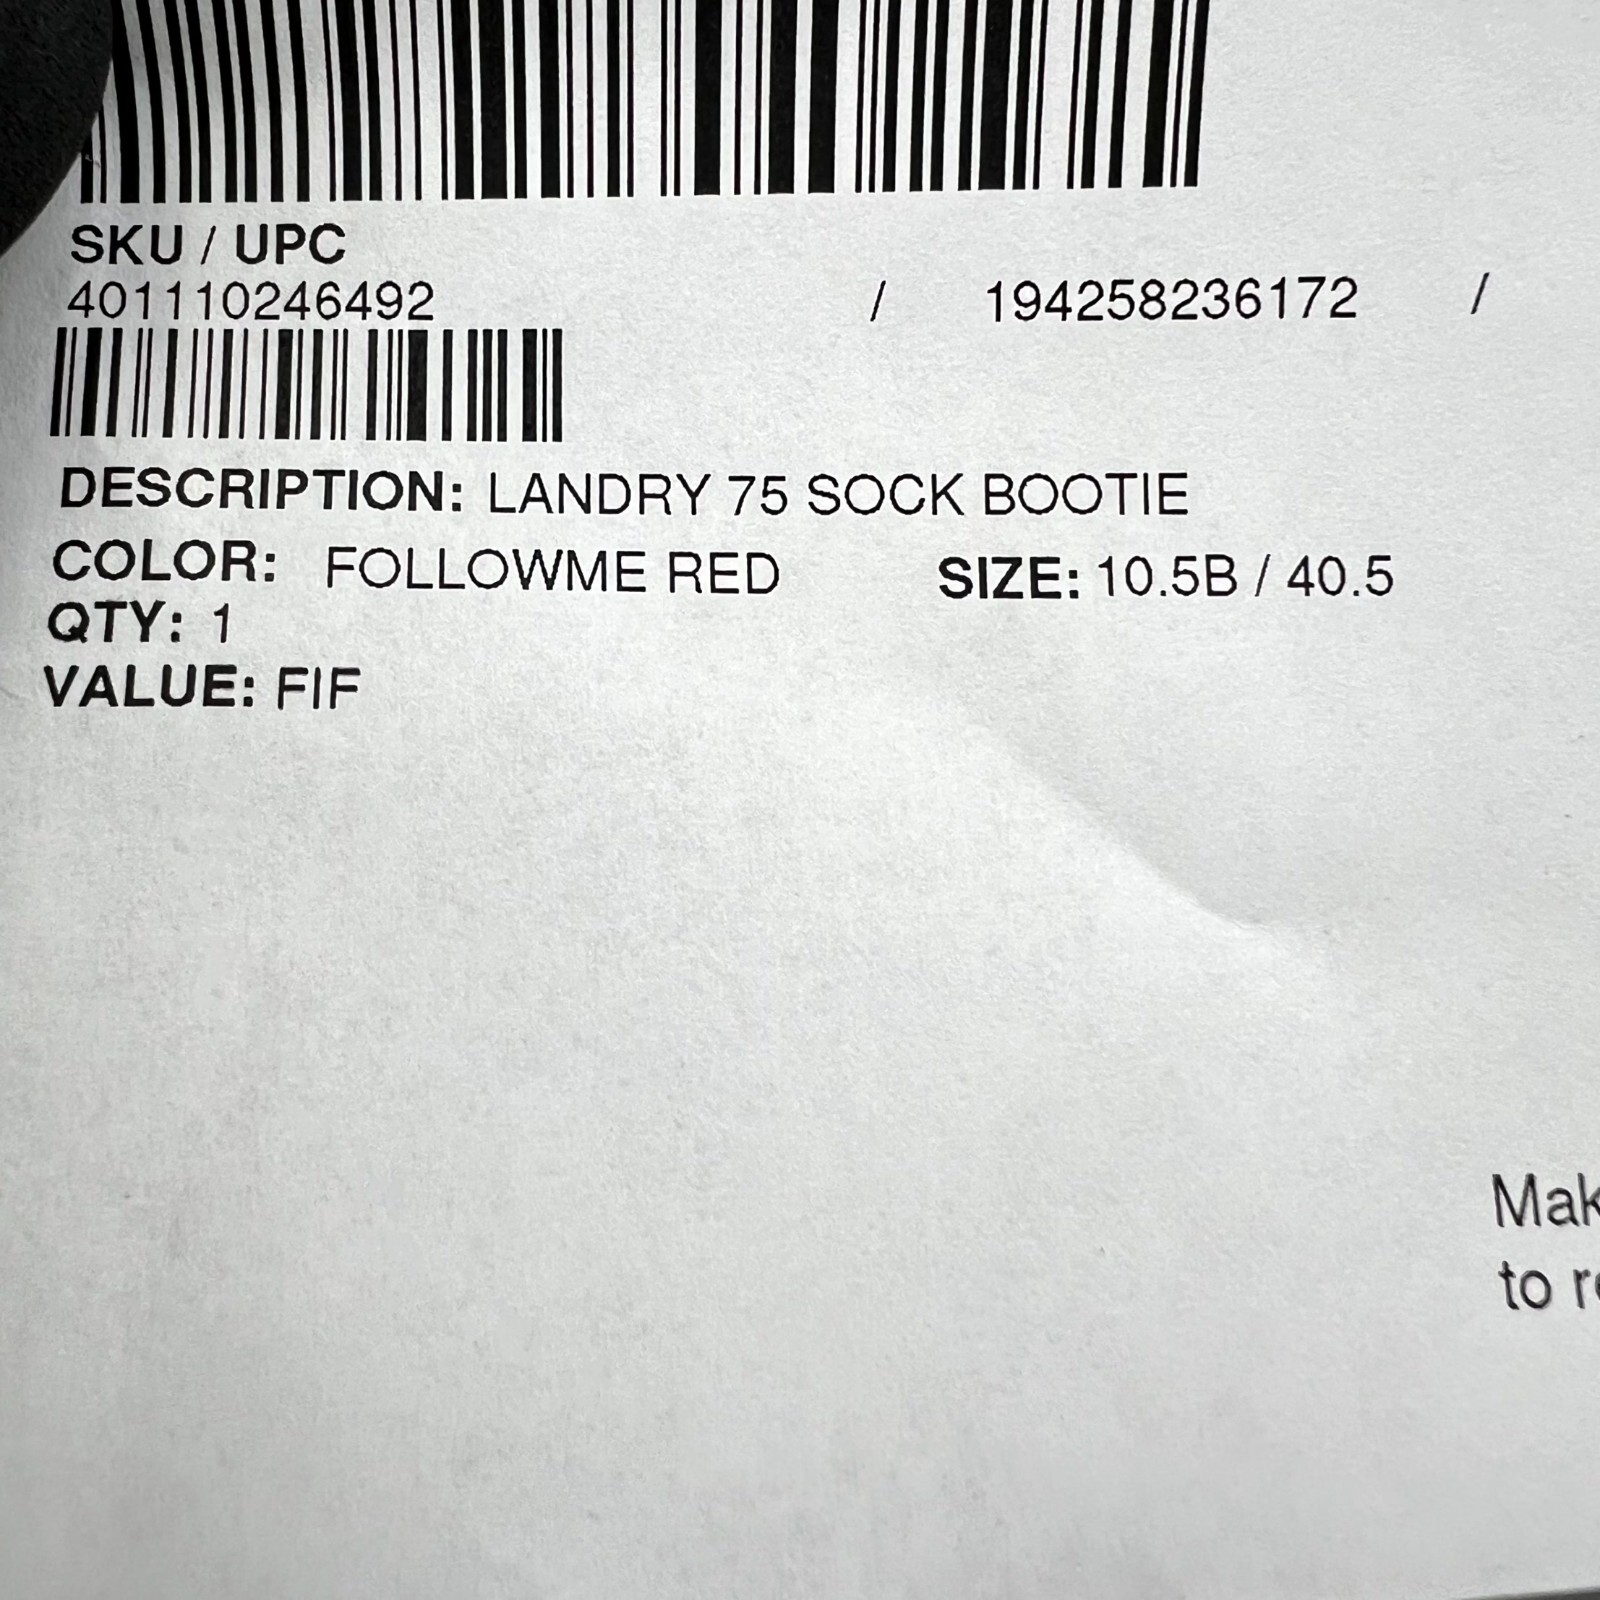 SKU / UPC
401110246492 / 194258236172 /
DESCRIPTION: LANDRY 75 SOCK BOOTIE
COLOR: FOLLOWME RED SIZE: 10.5B / 40.5
QTY: 1
VALUE: FIF
to